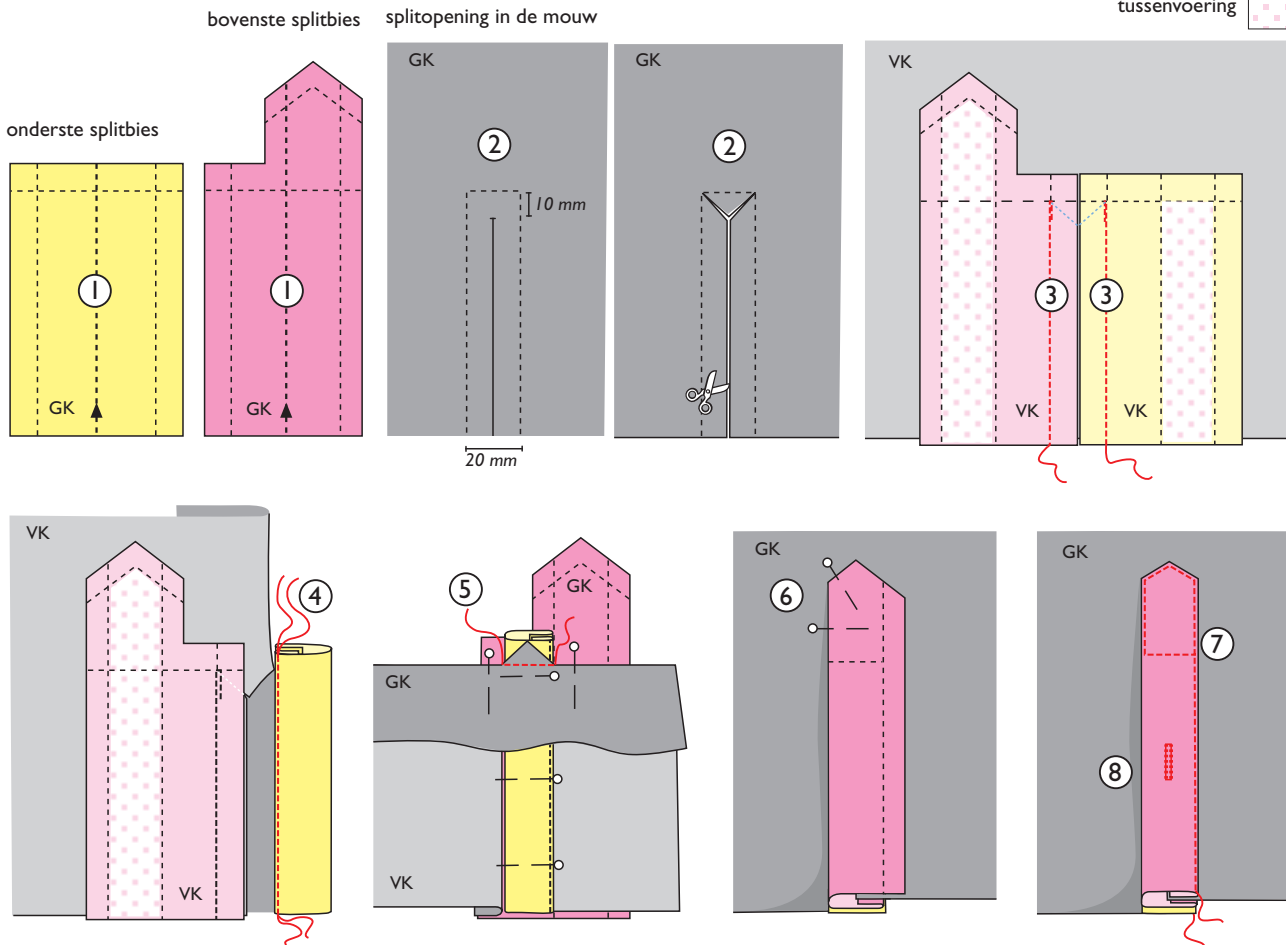 bovenste splitbies
splitopening in de mouw
tussenvoering
onderste splitbies
GK
1
GK
1
GK
2
10 mm
20 mm
GK
2
VK
3
3
VK
VK
VK
4
VK
5
GK
GK
VK
GK
6
GK
7
8